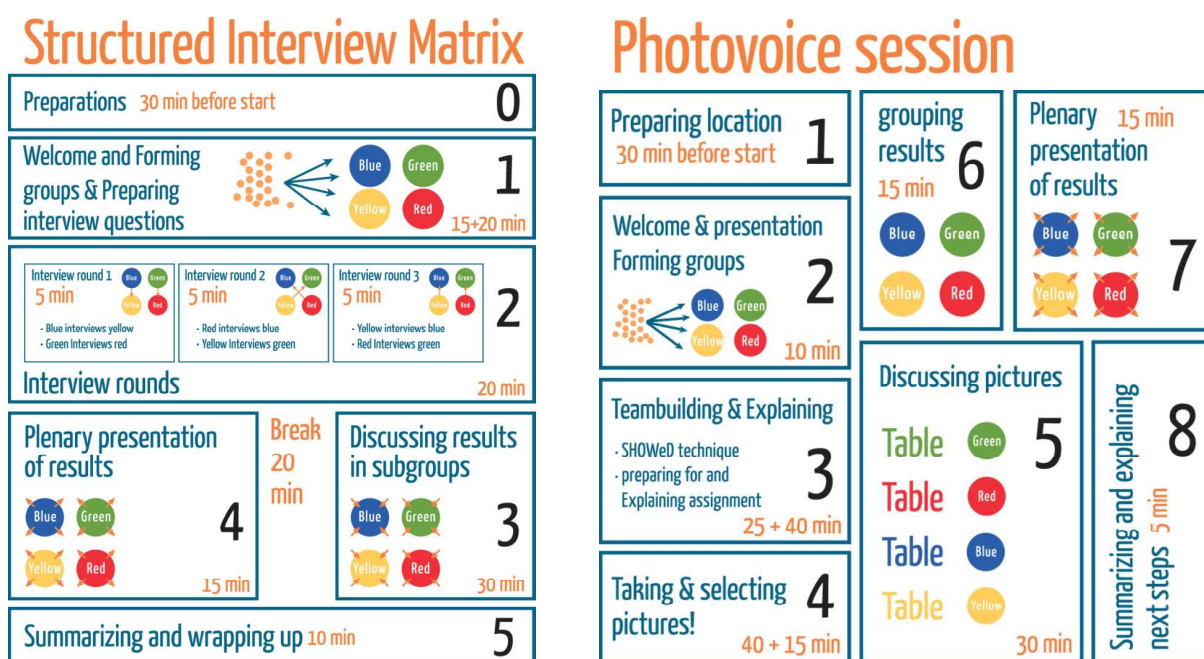 Structured Interview Matrix
Preparations 30 min before start 0
Welcome and Forming
groups & Preparing
interview questions
Blue Green
Yellow Red
1
15+20 min
Interview round 1
5 min
Blue Green
Yellow Red
· Blue interviews yellow
· Green Interviews red
Interview round 2
5 min
Blue Green
Yellow Red
· Red interviews blue
· Yellow Interviews green
Interview round 3
5 min
Blue Green
Yellow Red
· Yellow interviews blue
· Red Interviews green
2
Interview rounds 20 min
Plenary presentation
of results
Blue Green
Yellow Red
4
15 min
Break
20
min
Discussing results
in subgroups
Blue Green
Yellow Red
3
30 min
Summarizing and wrapping up 10 min 5
Photovoice session
Preparing location
30 min before start
1
Welcome & presentation
Forming groups
Blue Green
Yellow Red
2
10 min
Teambuilding & Explaining
· SHOWeD technique
· preparing for and
Explaining assignment
3
25 + 40 min
Taking & selecting
pictures!
4
40 + 15 min
Discussing pictures
Table Green
Table Red
Table Blue
Table Yellow
5
30 min
grouping
results
15 min
6
Blue Green
Yellow Red
Plenary 15 min
presentation
of results
Blue Green
Yellow Red
7
Summarizing and explaining
next steps 5 min
8